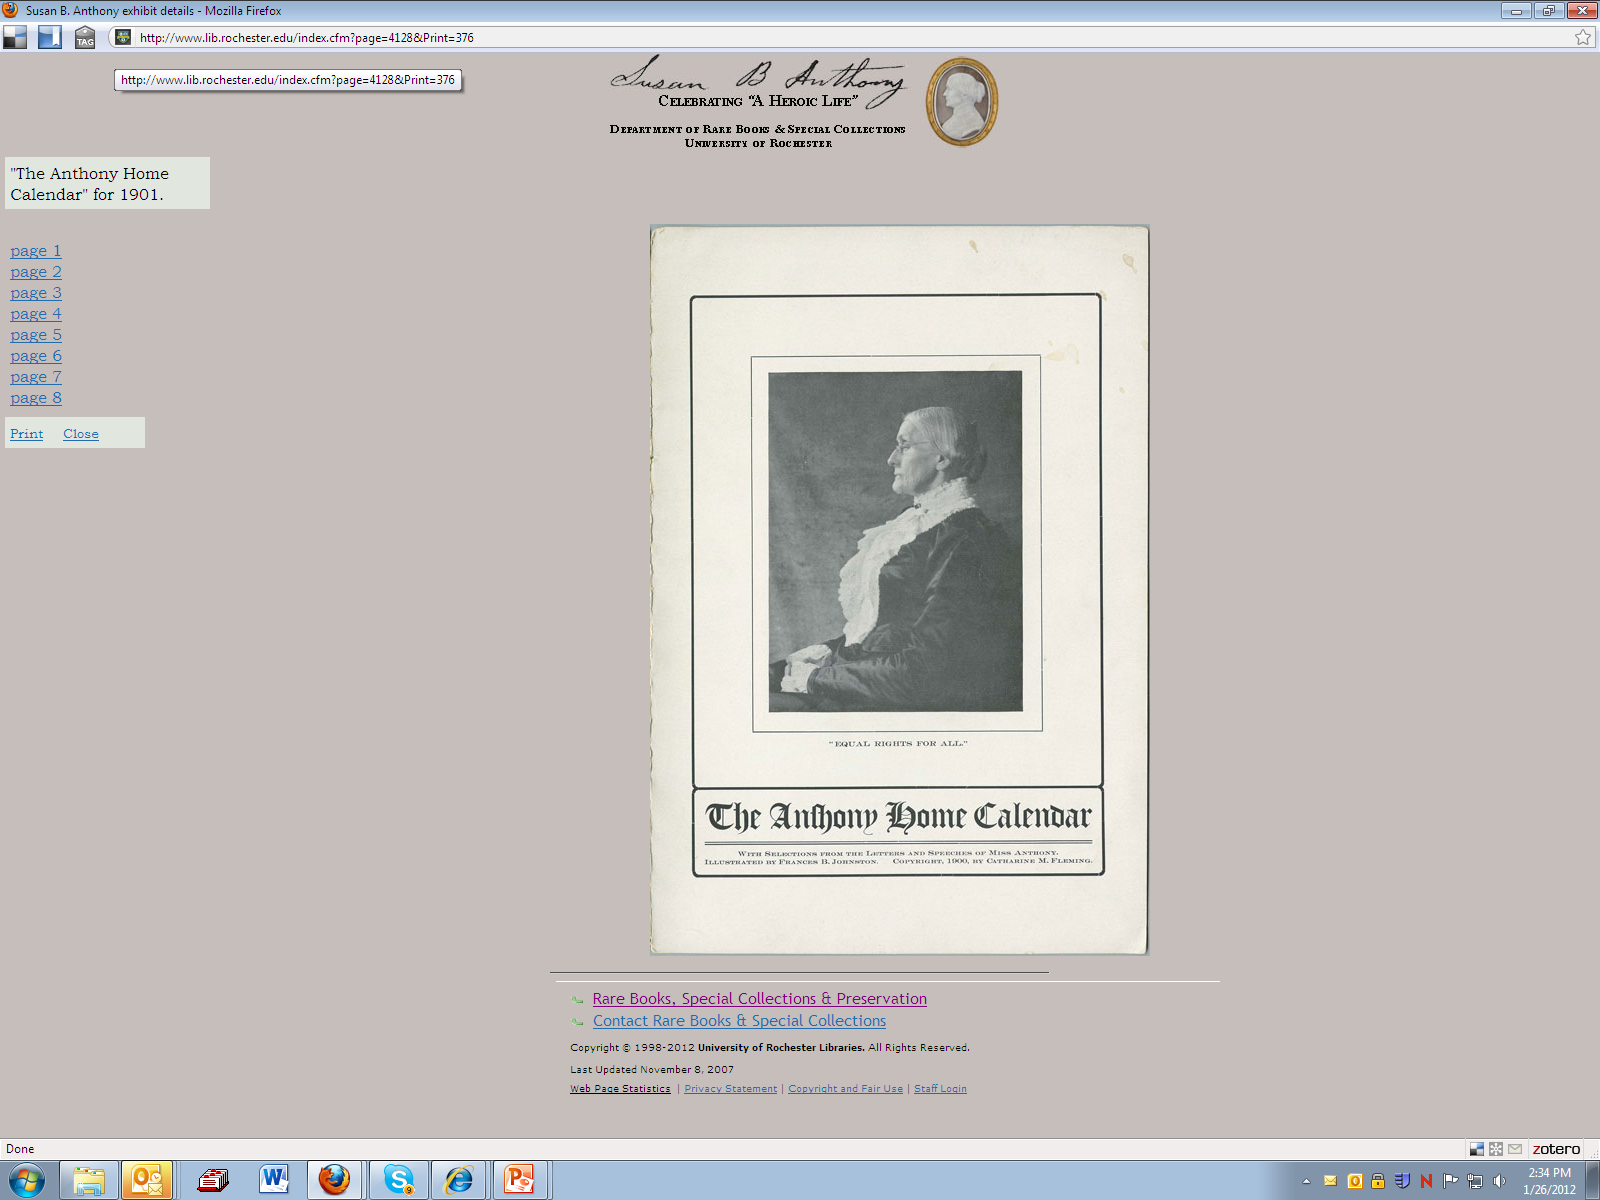 Susan B. Anthony exhibit details - Mozilla Firefox
TAG
http://www.lib.rochester.edu/index.cfm?page=4128&Print=376
http://www.lib.rochester.edu/index.cfm?page=4128&Print=376
Susan B Anthony
Celebrating “A Heroic Life”
Department of Rare Books & Special Collections
University of Rochester
"The Anthony Home
Calendar" for 1901.
page 1
page 2
page 3
page 4
page 5
page 6
page 7
page 8
Print Close
“EQUAL RIGHTS FOR ALL.”
The Anthony Home Calendar
With Selections from the Letters and Speeches of Miss Anthony.
Illustrated by Frances B. Johnston. Copyright, 1900, by Catharine M. Fleming.
Rare Books, Special Collections & Preservation
Contact Rare Books & Special Collections
Copyright © 1998-2012 University of Rochester Libraries. All Rights Reserved.
Last Updated November 8, 2007
Web Page Statistics | Privacy Statement | Copyright and Fair Use | Staff Login
Done
zotero
2:34 PM
1/26/2012